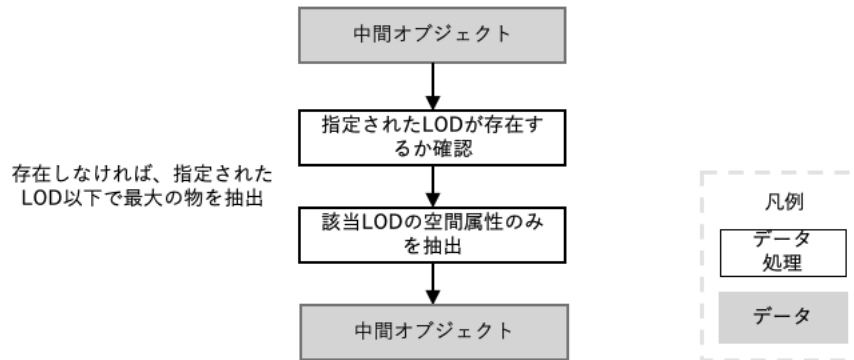 中間オブジェクト
指定されたLODが存在す
るか確認
存在しなければ、指定された
LOD以下で最大の物を抽出
該当LODの空間属性のみ
を抽出
中間オブジェクト
凡例
データ
処理
データ